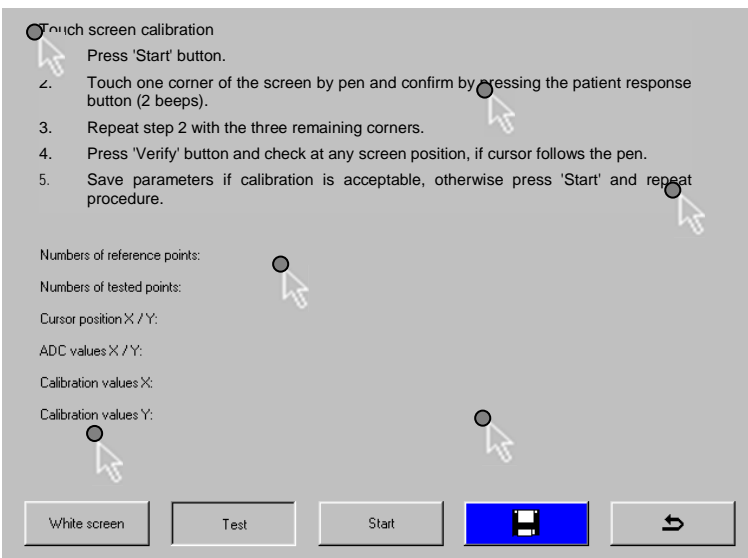 Touch screen calibration
Press 'Start' button.
2. Touch one corner of the screen by pen and confirm by pressing the patient response
button (2 beeps).
3. Repeat step 2 with the three remaining corners.
4. Press 'Verify' button and check at any screen position, if cursor follows the pen.
5. Save parameters if calibration is acceptable, otherwise press 'Start' and repeat
procedure.
Numbers of reference points:
Numbers of tested points:
Cursor position X / Y:
ADC values X / Y:
Calibration values X:
Calibration values Y:
White screen Test Start